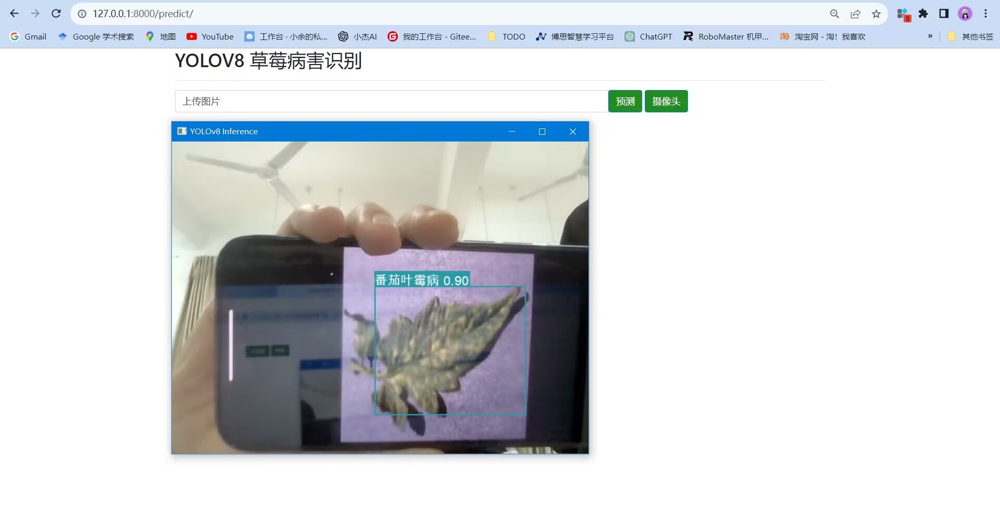 127.0.0.1:8000/predict/
8
Gmail
Google 学术搜索
地图
YouTube
工作台 · 小余的私...
小杰AI
我的工作台 - Gitee...
TODO
博思智慧学习平台
ChatGPT
RoboMaster 机甲...
淘 淘宝网 - 淘！我喜欢
»
其他书签
YOLOV8 草莓病害识别
上传图片
预测
摄像头
YOLOv8 Inference
番茄叶霉病 0.90